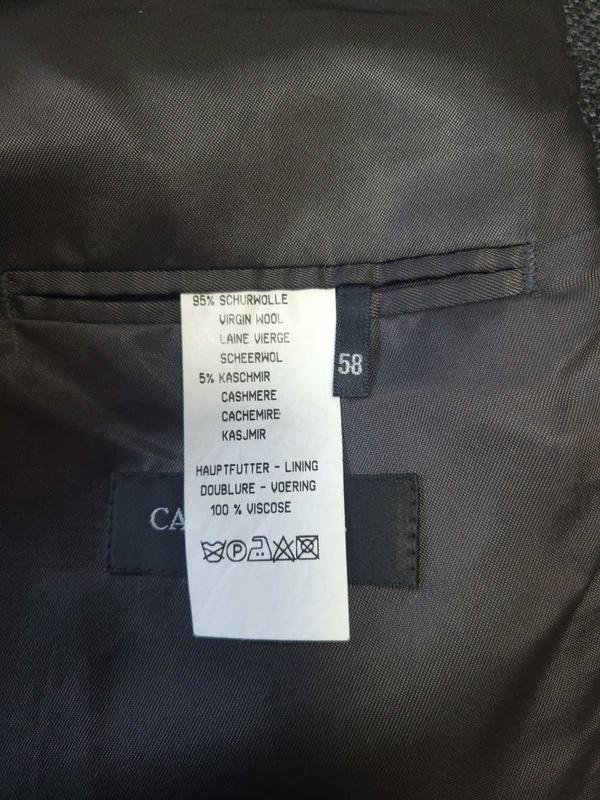 95% SCHURWOLLE
VIRGIN WOOL
LAINE VIERGE
SCHEERWOL
5% KASCHMIR
CASHMERE
CACHEMIRE
KASJMIR
HAUPTFUTTER - LINING
DOUBLURE - VOERING
100 % VISCOSE
P
58
CA